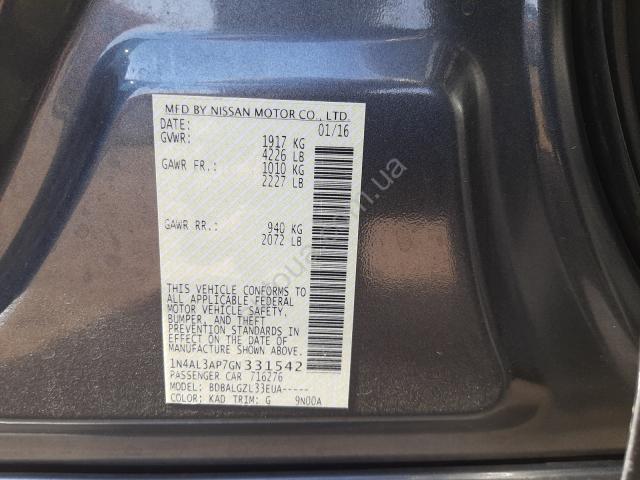 MFD BY NISSAN MOTOR CO., LTD.
DATE: 01/16
GVWR: 1917 KG
4226 LB
GAWR FR.: 1010 KG
2227 LB
GAWR RR.: 940 KG
2072 LB
THIS VEHICLE CONFORMS TO
ALL APPLICABLE FEDERAL
MOTOR VEHICLE SAFETY,
BUMPER, AND THEFT
PREVENTION STANDARDS IN
EFFECT ON THE DATE OF
MANUFACTURE SHOWN ABOVE.
1N4AL3AP7GN331542
PASSENGER CAR 716276
MODEL: BDBALGZL33EUA-----
COLOR: KAD TRIM: G 9N00A